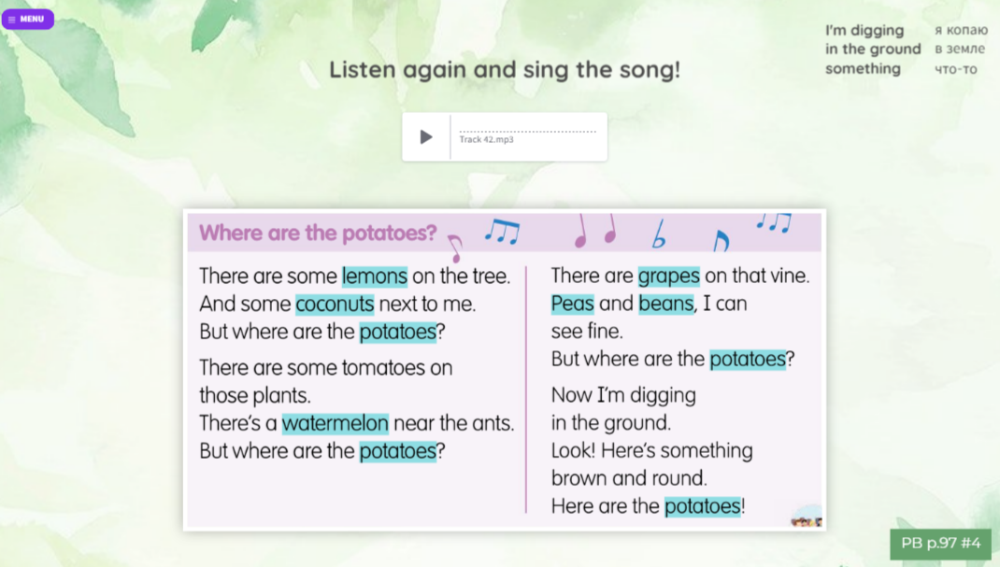 MENU
I'm digging я копаю
in the ground в земле
something что-то
Listen again and sing the song!
Track 42.mp3
Where are the potatoes?
There are some lemons on the tree.
And some coconuts next to me.
But where are the potatoes?
There are some tomatoes on
those plants.
There's a watermelon near the ants.
But where are the potatoes?
There are grapes on that vine.
Peas and beans, I can
see fine.
But where are the potatoes?
Now I'm digging
in the ground.
Look! Here's something
brown and round.
Here are the potatoes!
PB p.97 #4